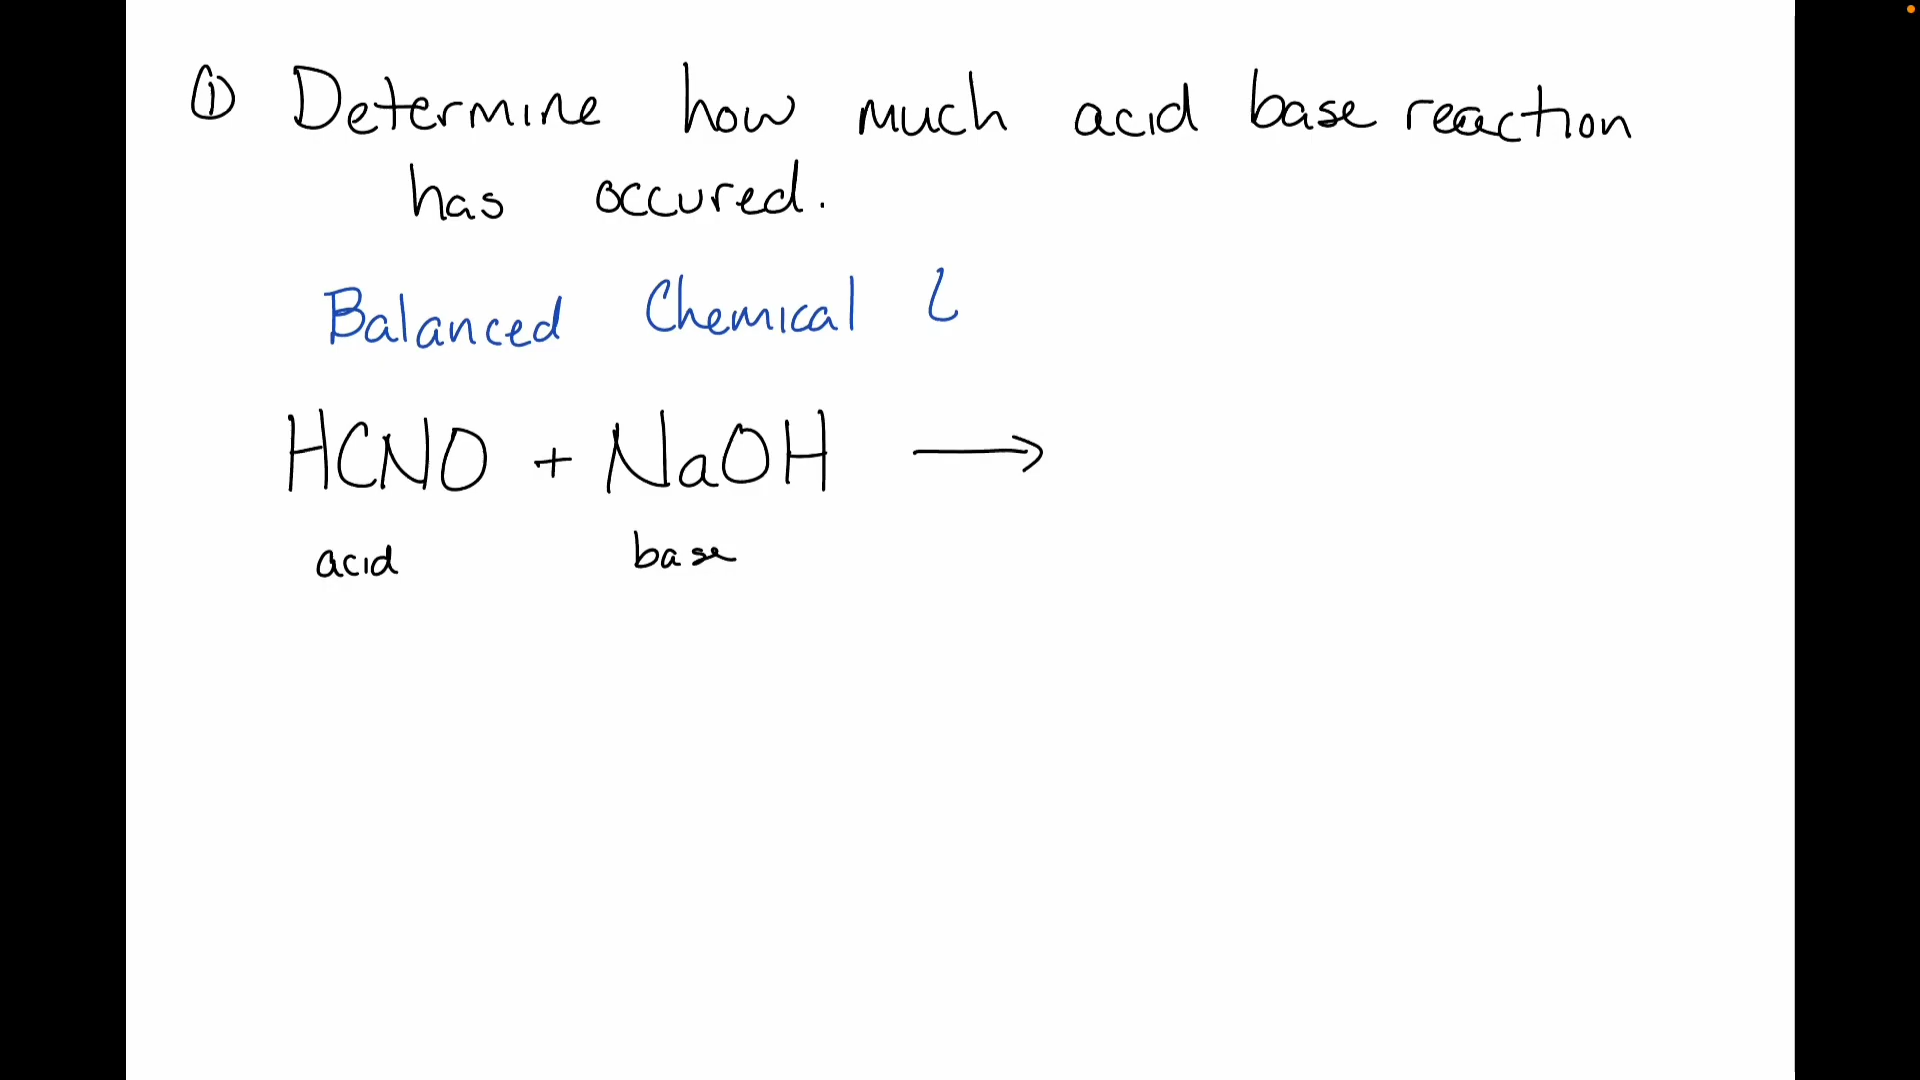 ① Determine how much acid base reaction
has occured.
Balanced Chemical
HCNO + NaOH ⟶
acid base